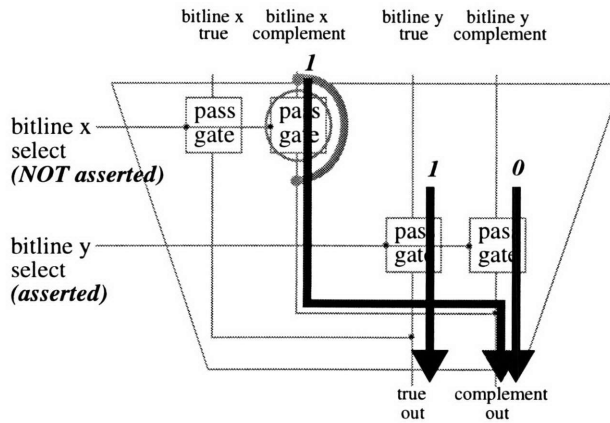 bitline x bitline x bitline y bitline y
true complement true complement
1
pass pass
gate gate
bitline x
select
(NOT asserted)
1 0
pass pass
gate gate
bitline y
select
(asserted)
true complement
out out